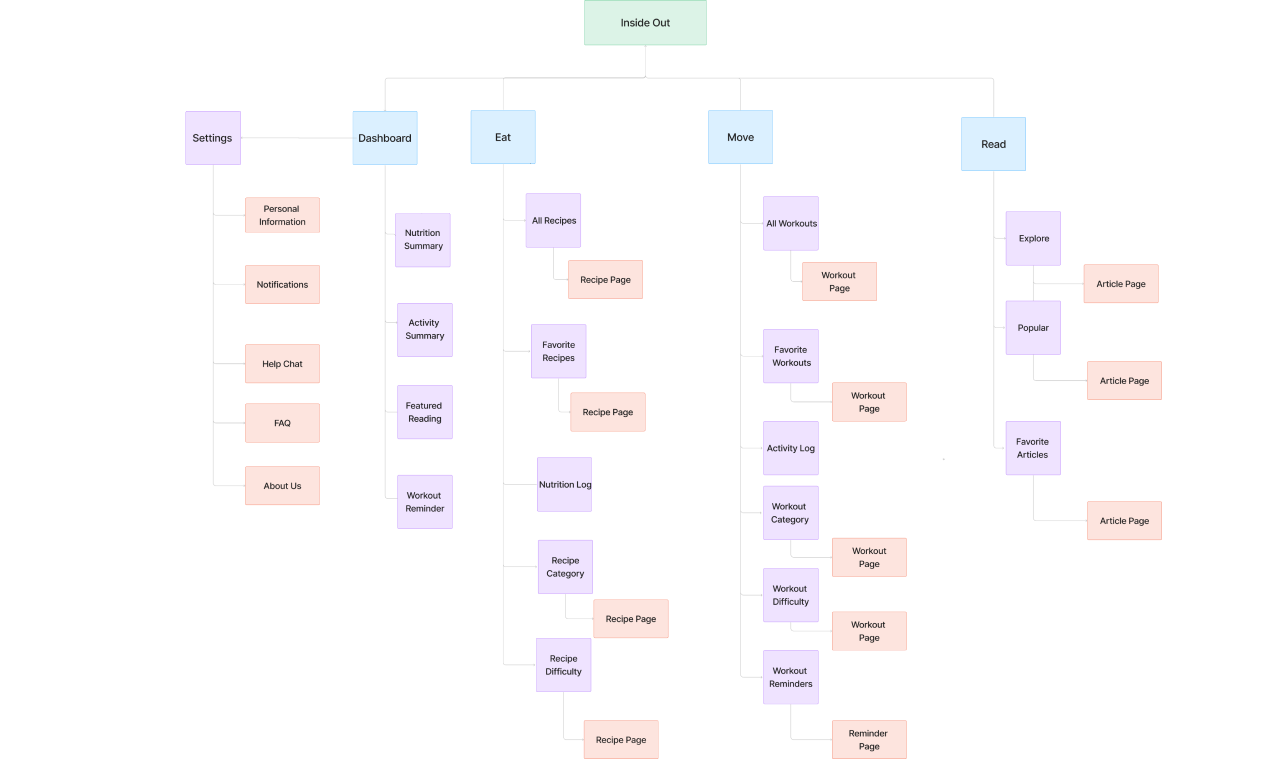 Inside Out
Settings
Dashboard
Eat
Move
Read
Personal
Information
Notifications
Help Chat
FAQ
About Us
Nutrition
Summary
Activity
Summary
Featured
Reading
Workout
Reminder
All Recipes
Recipe Page
Favorite
Recipes
Recipe Page
Nutrition Log
Recipe
Category
Recipe Page
Recipe
Difficulty
Recipe Page
All Workouts
Workout
Page
Favorite
Workouts
Workout
Page
Activity Log
Workout
Category
Workout
Page
Workout
Difficulty
Workout
Page
Workout
Reminders
Reminder
Page
Explore
Article Page
Popular
Article Page
Favorite
Articles
Article Page